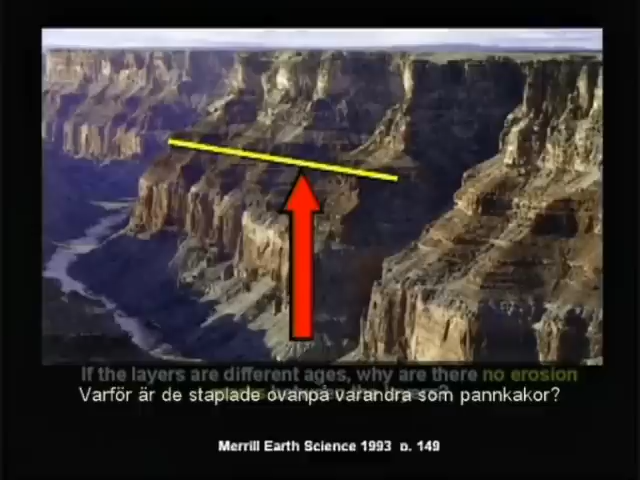 If the layers are different ages, why are there no erosion
Varför är de staplade ovanpå varandra som pannkakor?
Merrill Earth Science 1993 p. 149